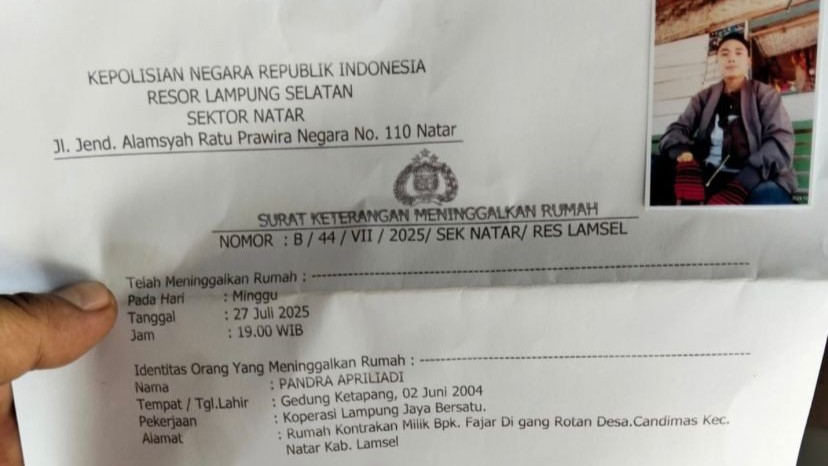 KEPOLISIAN NEGARA REPUBLIK INDONESIA
RESOR LAMPUNG SELATAN
SEKTOR NATAR
Jl. Jend. Alamsyah Ratu Prawira Negara No. 110 Natar
SURAT KETERANGAN MENINGGALKAN RUMAH
NOMOR : B / 44 / VII / 2025/ SEK NATAR/ RES LAMSEL
Telah Meninggalkan Rumah : ------------------------------------------------
Pada Hari : Minggu
Tanggal : 27 Juli 2025
Jam : 19.00 WIB
Identitas Orang Yang Meninggalkan Rumah : ------------------------------------
Nama : PANDRA APRILIADI
Tempat / Tgl.Lahir : Gedung Ketapang, 02 Juni 2004
Pekerjaan : Koperasi Lampung Jaya Bersatu.
Alamat : Rumah Kontrakan Milik Bpk. Fajar Di gang Rotan Desa.Candimas Kec.
Natar Kab. Lamsel